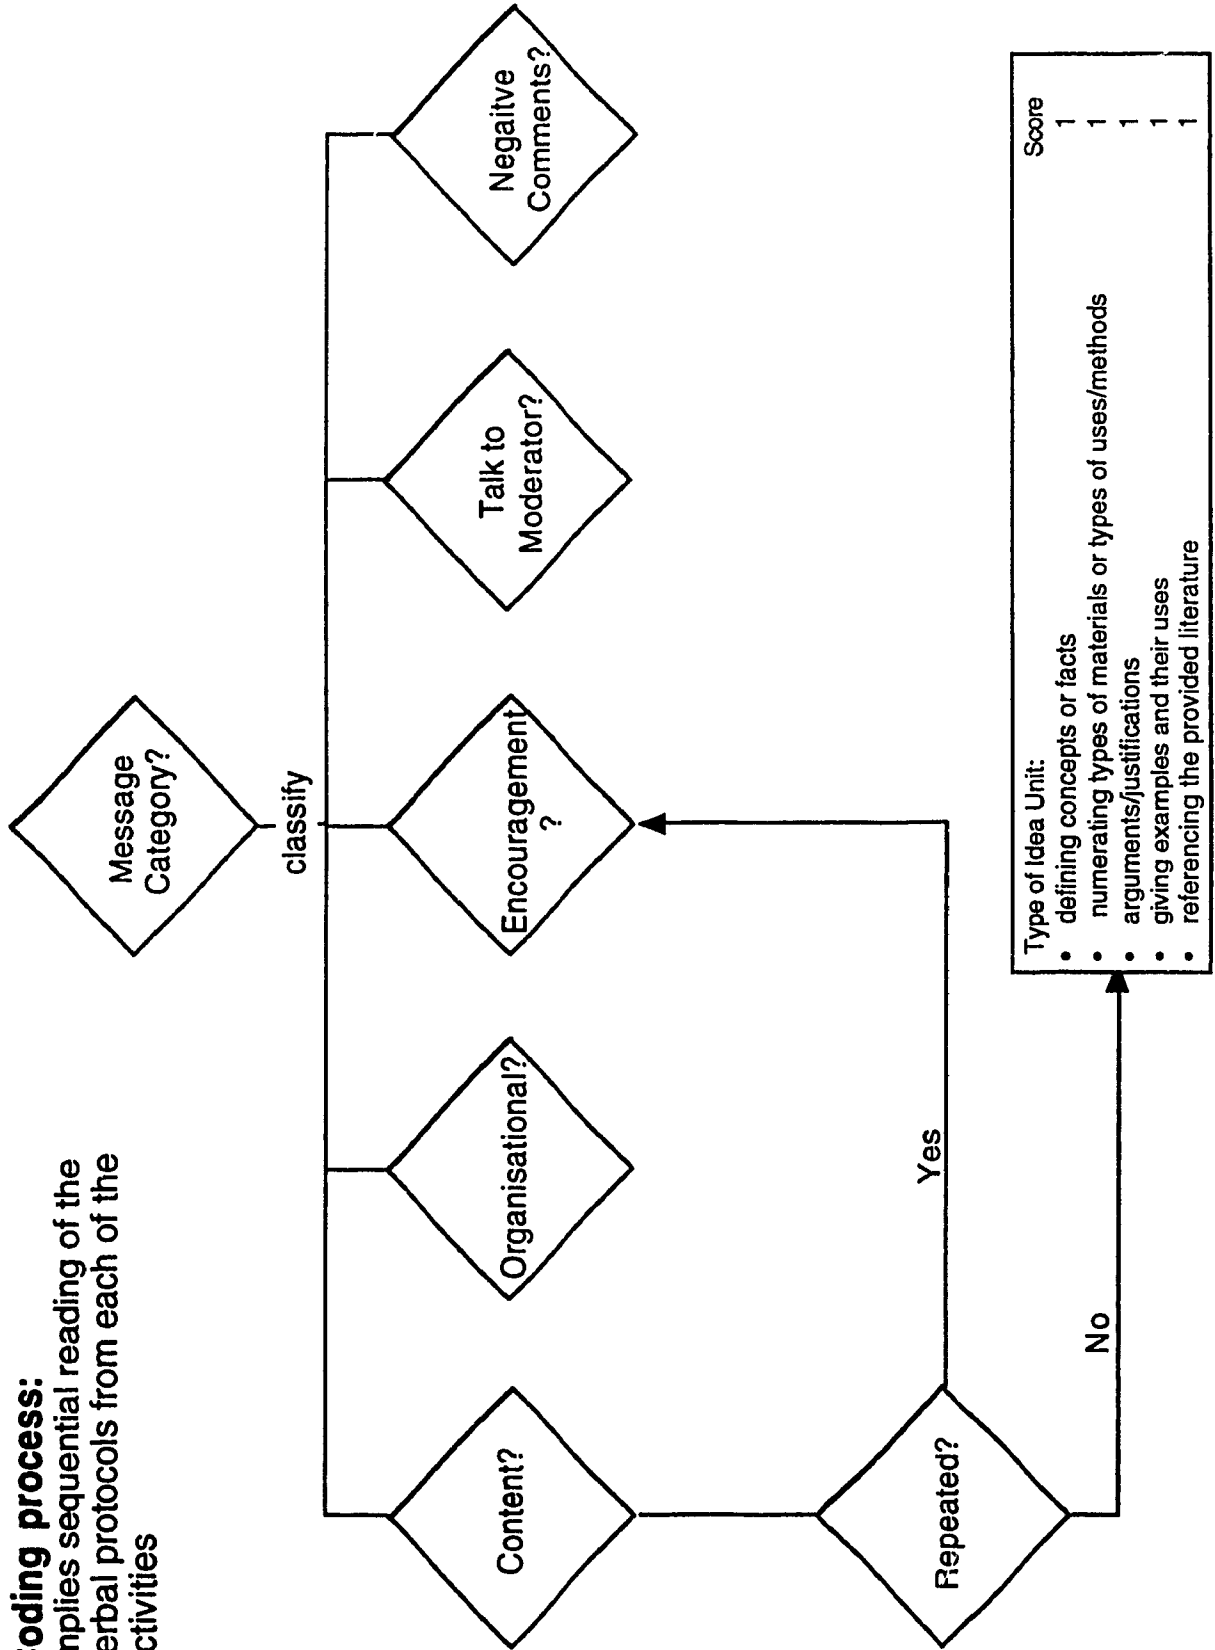 oding process:
nplies sequential reading of the
erbal protocols from each of the
ctivities
Message
Category?
classify
Content?
Organisational?
Encouragement
?
Talk to
Moderator?
Negaitve
Comments?
Repeated?
Yes
No
Type of Idea Unit: Score
• defining concepts or facts 1
• numerating types of materials or types of uses/methods 1
• arguments/justifications 1
• giving examples and their uses 1
• referencing the provided literature 1